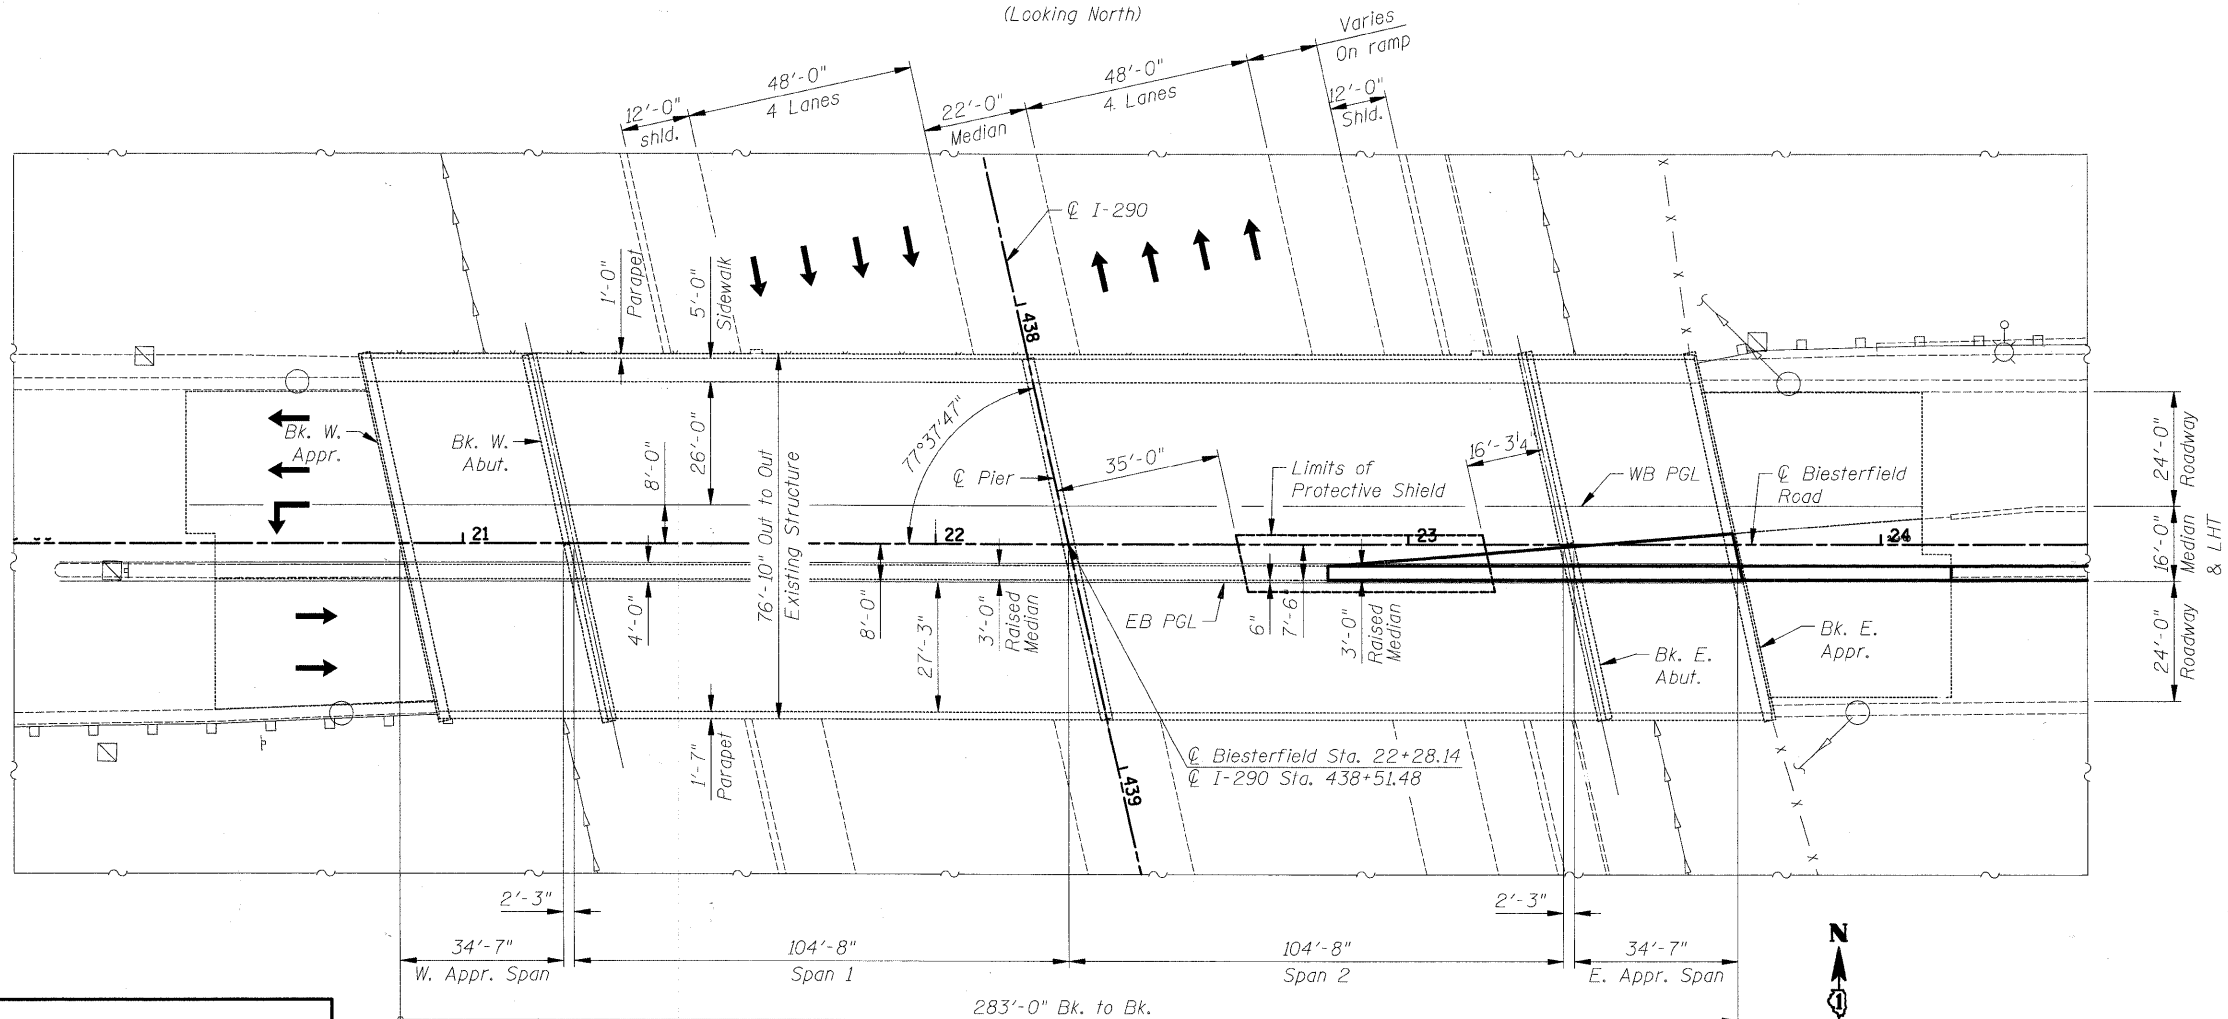 (Looking North)
Varies
On ramp
48'-0"
4 Lanes
48'-0"
4 Lanes
12'-0"
shld.
22'-0"
Median
12'-0"
Shld.
℄ I-290
1'-0"
Parapet
5'-0"
Sidewalk
438
Bk. W.
Appr.
Bk. W.
Abut.
8'-0"
26'-0"
76'-10" Out to Out
Existing Structure
77°37'47"
℄ Pier
35'-0"
Limits of
Protective Shield
16'-3¼"
WB PGL
℄ Biesterfield
Road
24'-0"
Roadway
16'-0"
Median
& LHT
24'-0"
Roadway
21
22
23
24
4'-0"
8'-0"
27'-3"
3'-0"
Raised
Median
EB PGL
6"
7'-6"
3'-0"
Raised
Median
Bk. E.
Abut.
Bk. E.
Appr.
1'-7"
Parapet
℄ Biesterfield Sta. 22+28.14
℄ I-290 Sta. 438+51.48
439
2'-3"
2'-3"
34'-7"
W. Appr. Span
104'-8"
Span 1
104'-8"
Span 2
34'-7"
E. Appr. Span
283'-0" Bk. to Bk.
N
1